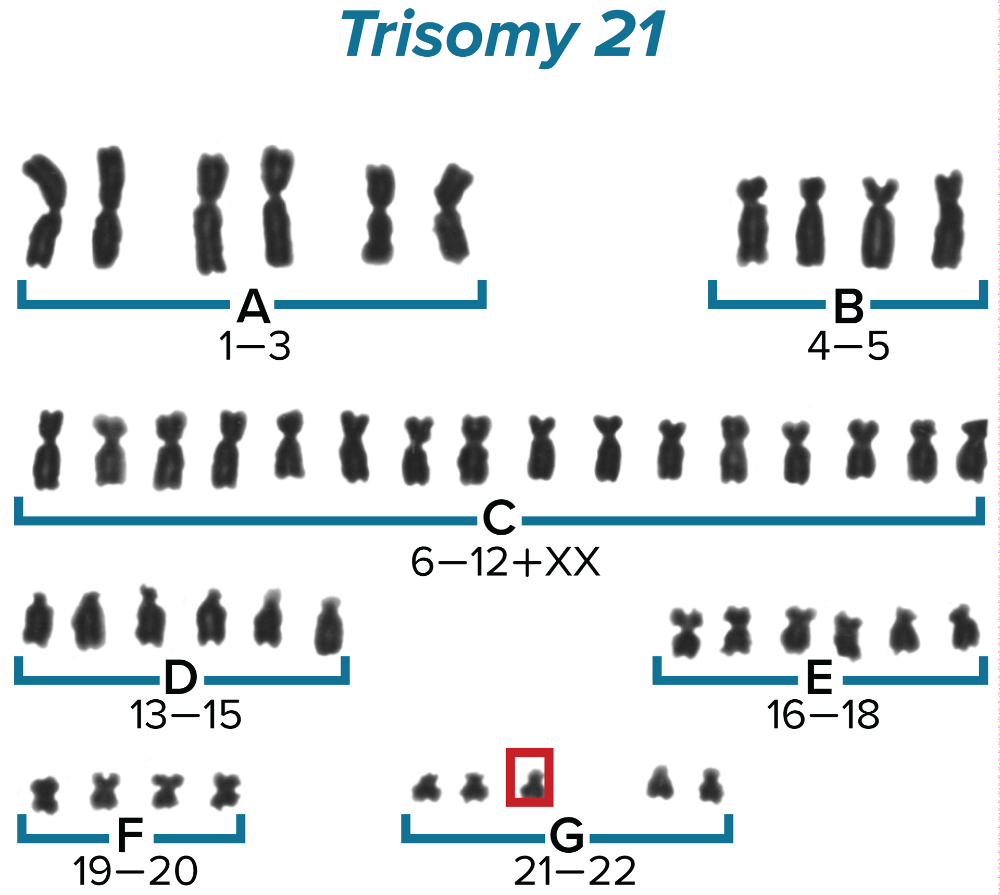 Trisomy 21
A
1—3
B
4—5
C
6—12+XX
D
13—15
E
16—18
F
19—20
G
21—22